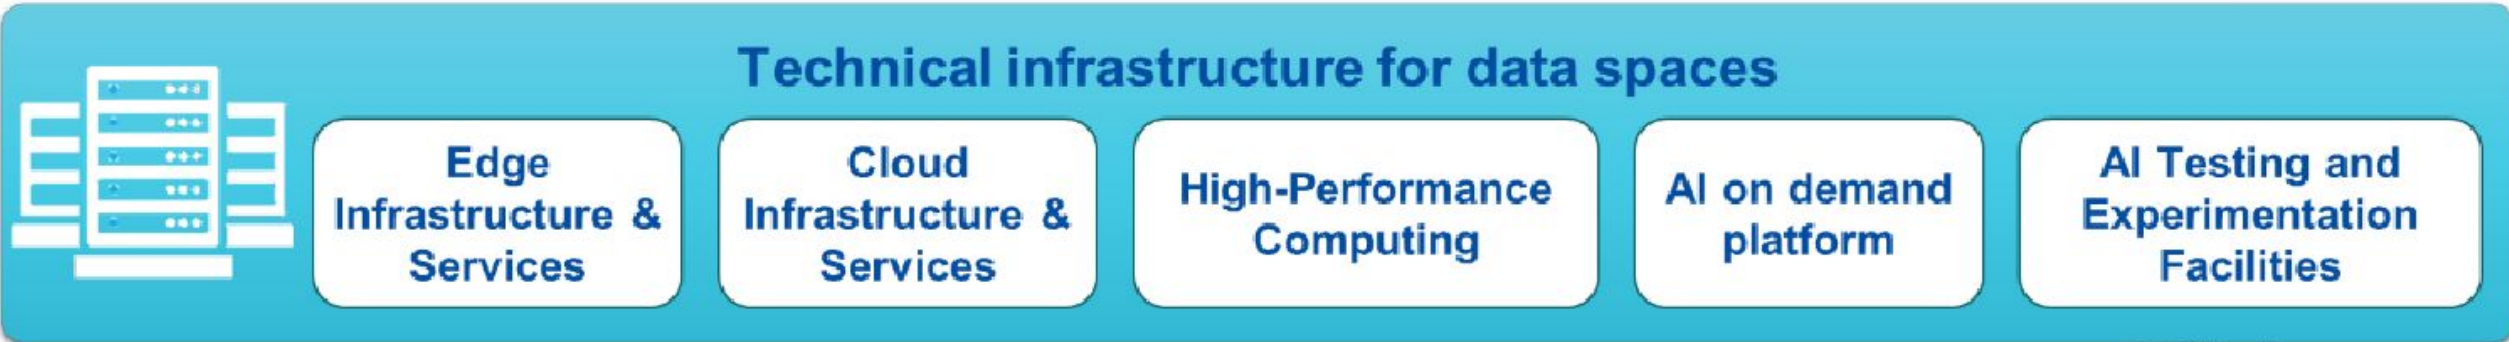 Technical infrastructure for data spaces
Edge
Infrastructure &
Services
Cloud
Infrastructure &
Services
High-Performance
Computing
AI on demand
platform
AI Testing and
Experimentation
Facilities